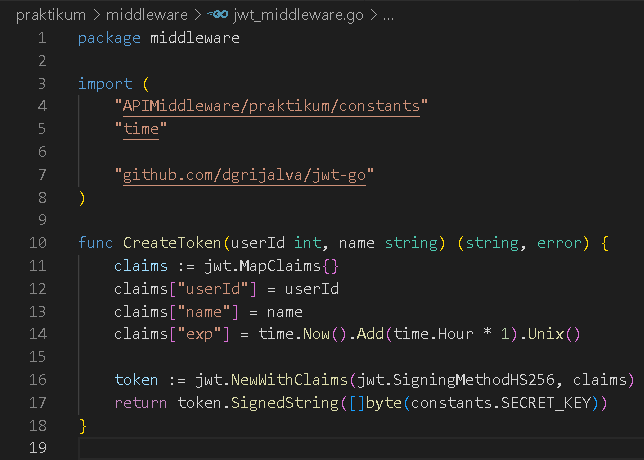 praktikum > middleware > jwt_middleware.go > ...
1 package middleware
2
3 import (
4 "APIMiddleware/praktikum/constants"
5 "time"
6
7 "github.com/dgrijalva/jwt-go"
8 )
9
10 func CreateToken(userId int, name string) (string, error) {
11 claims := jwt.MapClaims{}
12 claims["userId"] = userId
13 claims["name"] = name
14 claims["exp"] = time.Now().Add(time.Hour * 1).Unix()
15
16 token := jwt.NewWithClaims(jwt.SigningMethodHS256, claims)
17 return token.SignedString([]byte(constants.SECRET_KEY))
18 }
19